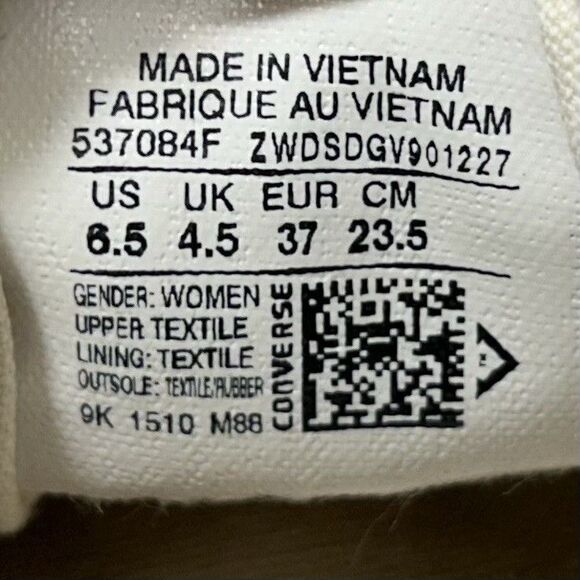 MADE IN VIETNAM
FABRIQUE AU VIETNAM
537084F ZWDSDGV901227
US UK EUR CM
6.5 4.5 37 23.5
GENDER: WOMEN
UPPER TEXTILE
LINING: TEXTILE
OUTSOLE: TEXTILE/RUBBER
9K 1510 M88
CONVERSE